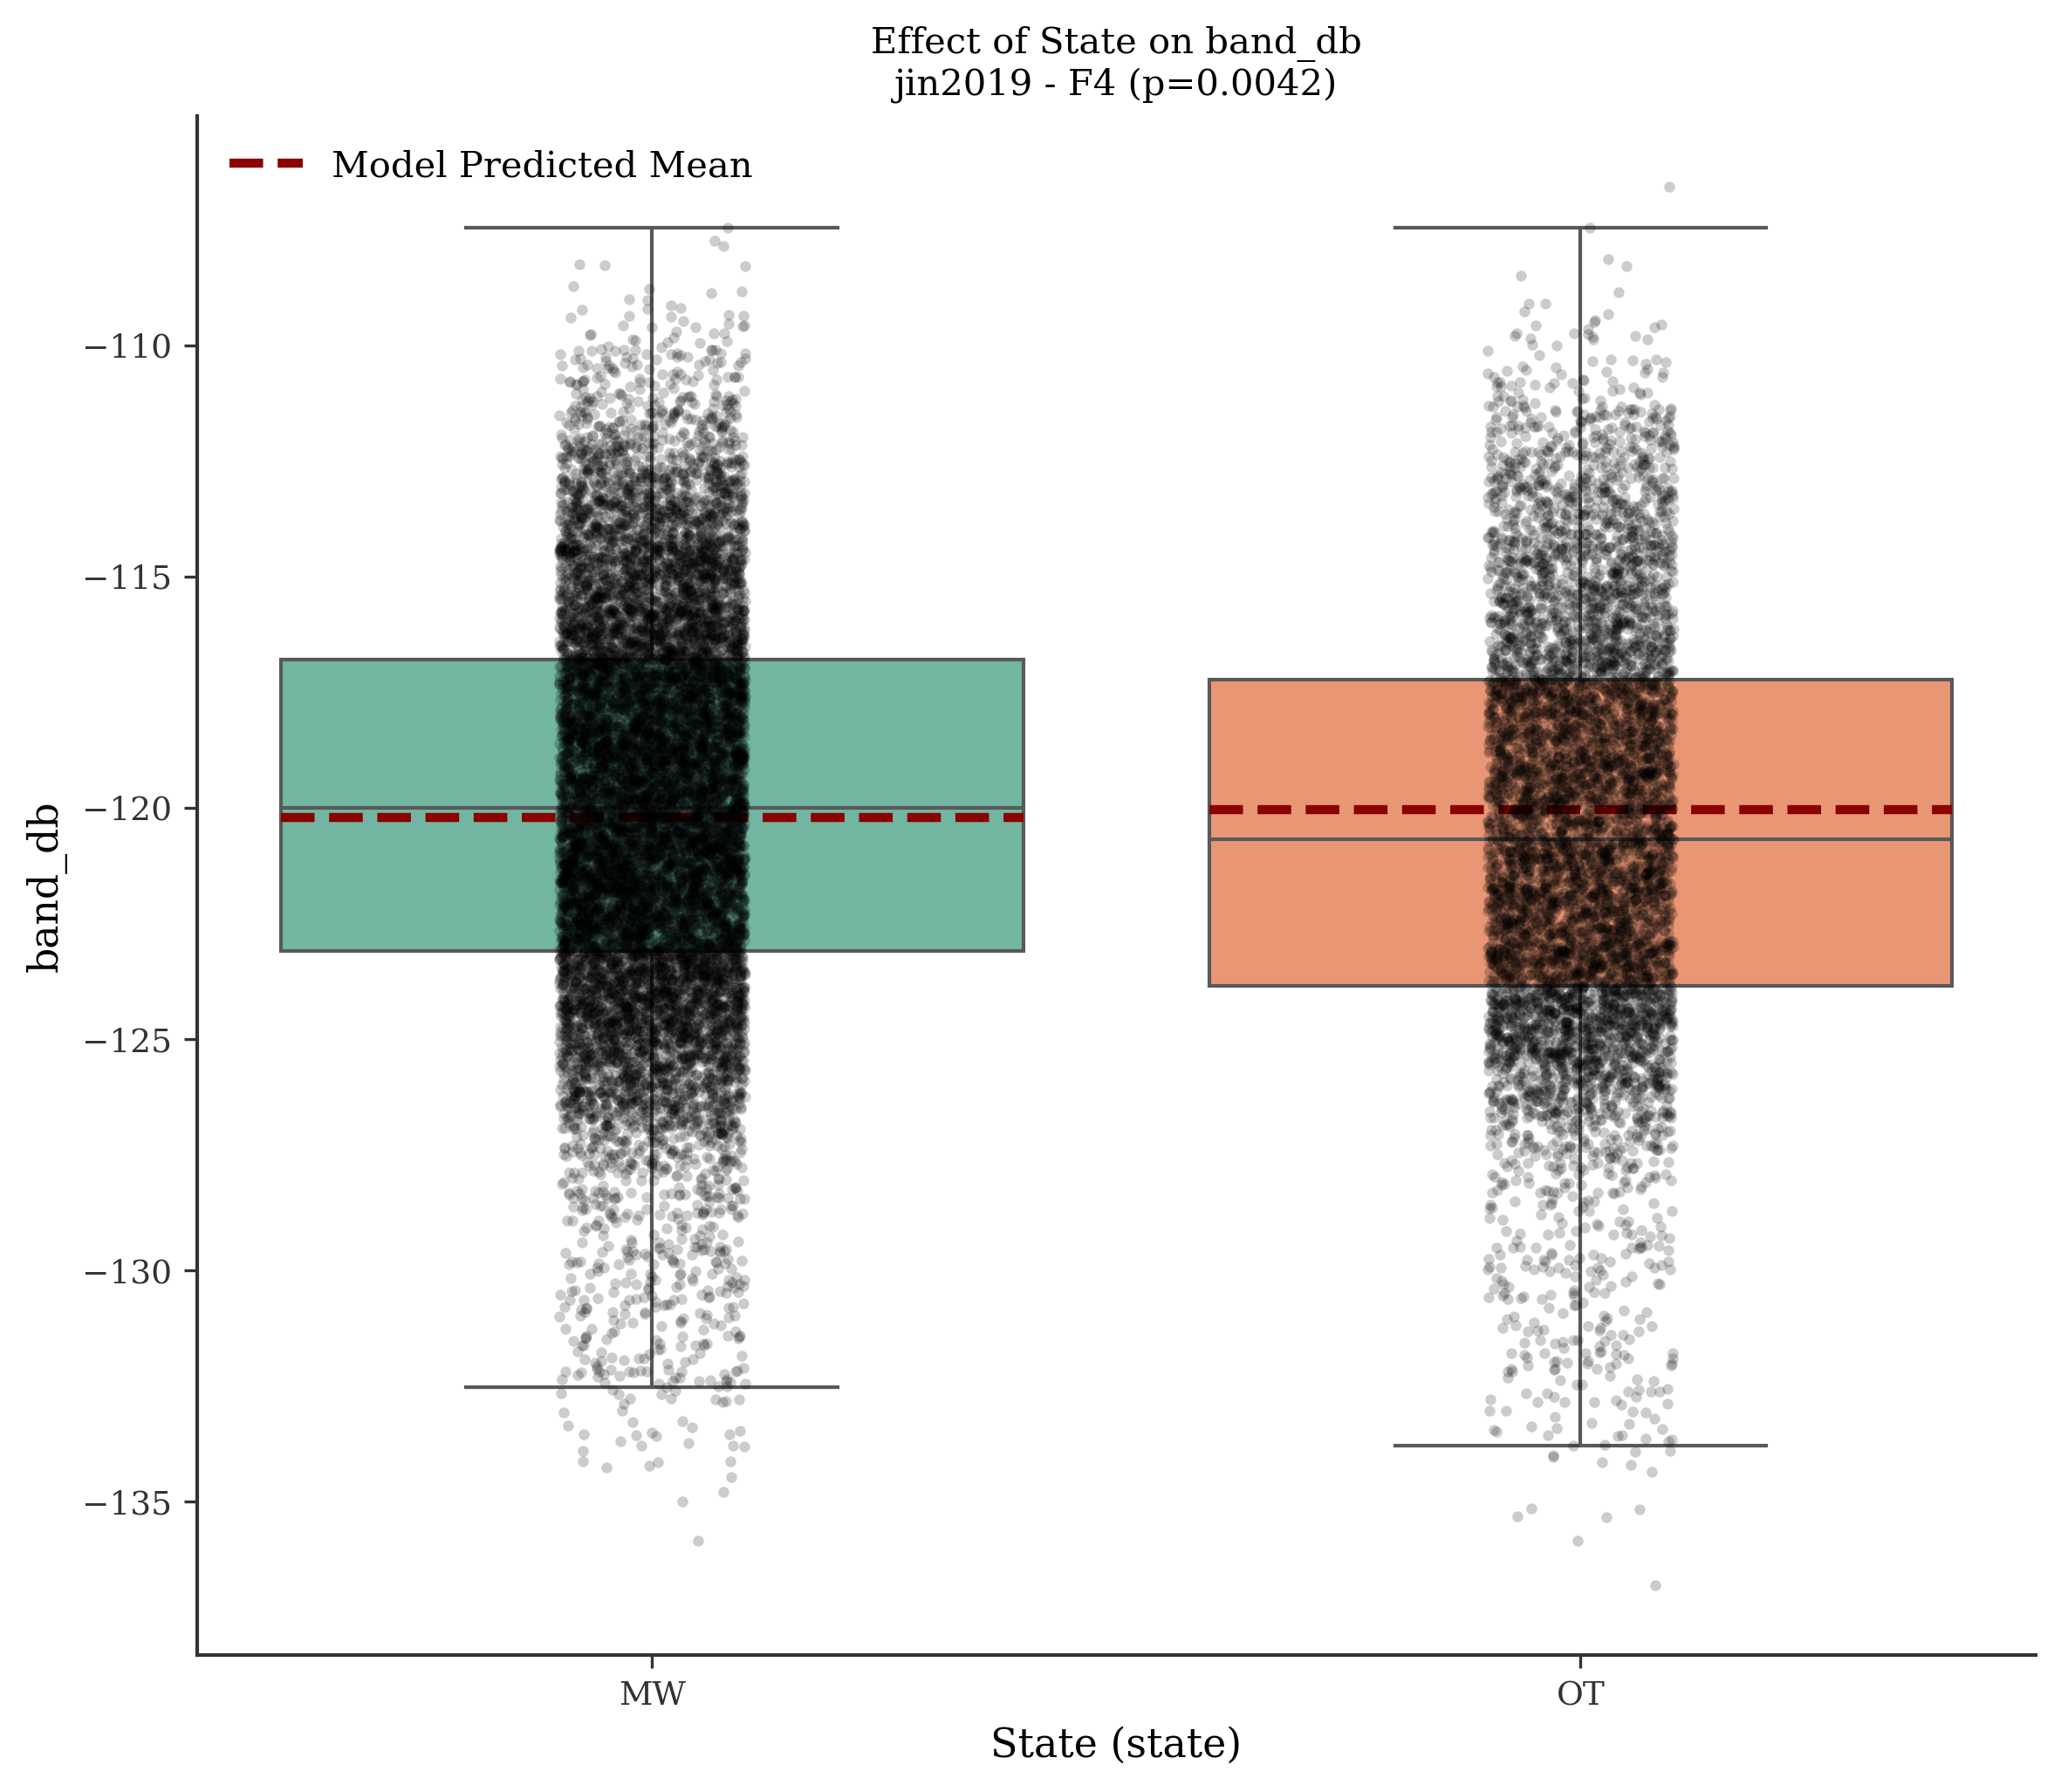 Effect of State on band_db
jin2019 - F4 (p=0.0042)
Model Predicted Mean
band_db
−110
−115
−120
−125
−130
−135
MW
OT
State (state)